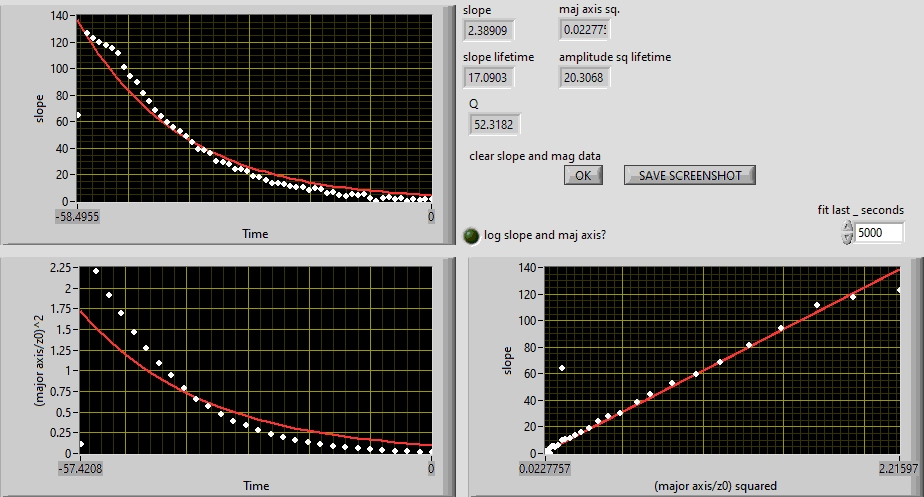 slope
2.38909
maj axis sq.
slope lifetime
17.0903
amplitude sq lifetime
20.3068
Q
52.3182
clear slope and mag data
OK
SAVE SCREENSHOT
fit last _ seconds
5000
log slope and maj axis?
140
120
100
80
60
40
20
0
slope
-58.4955
0
Time
2.25
2
1.75
1.5
1.25
1
0.75
0.5
0.25
0
(major axis/z0)^2
-57.4208
0
Time
140
120
100
80
60
40
20
0
slope
0.0227757
2.21597
(major axis/z0) squared